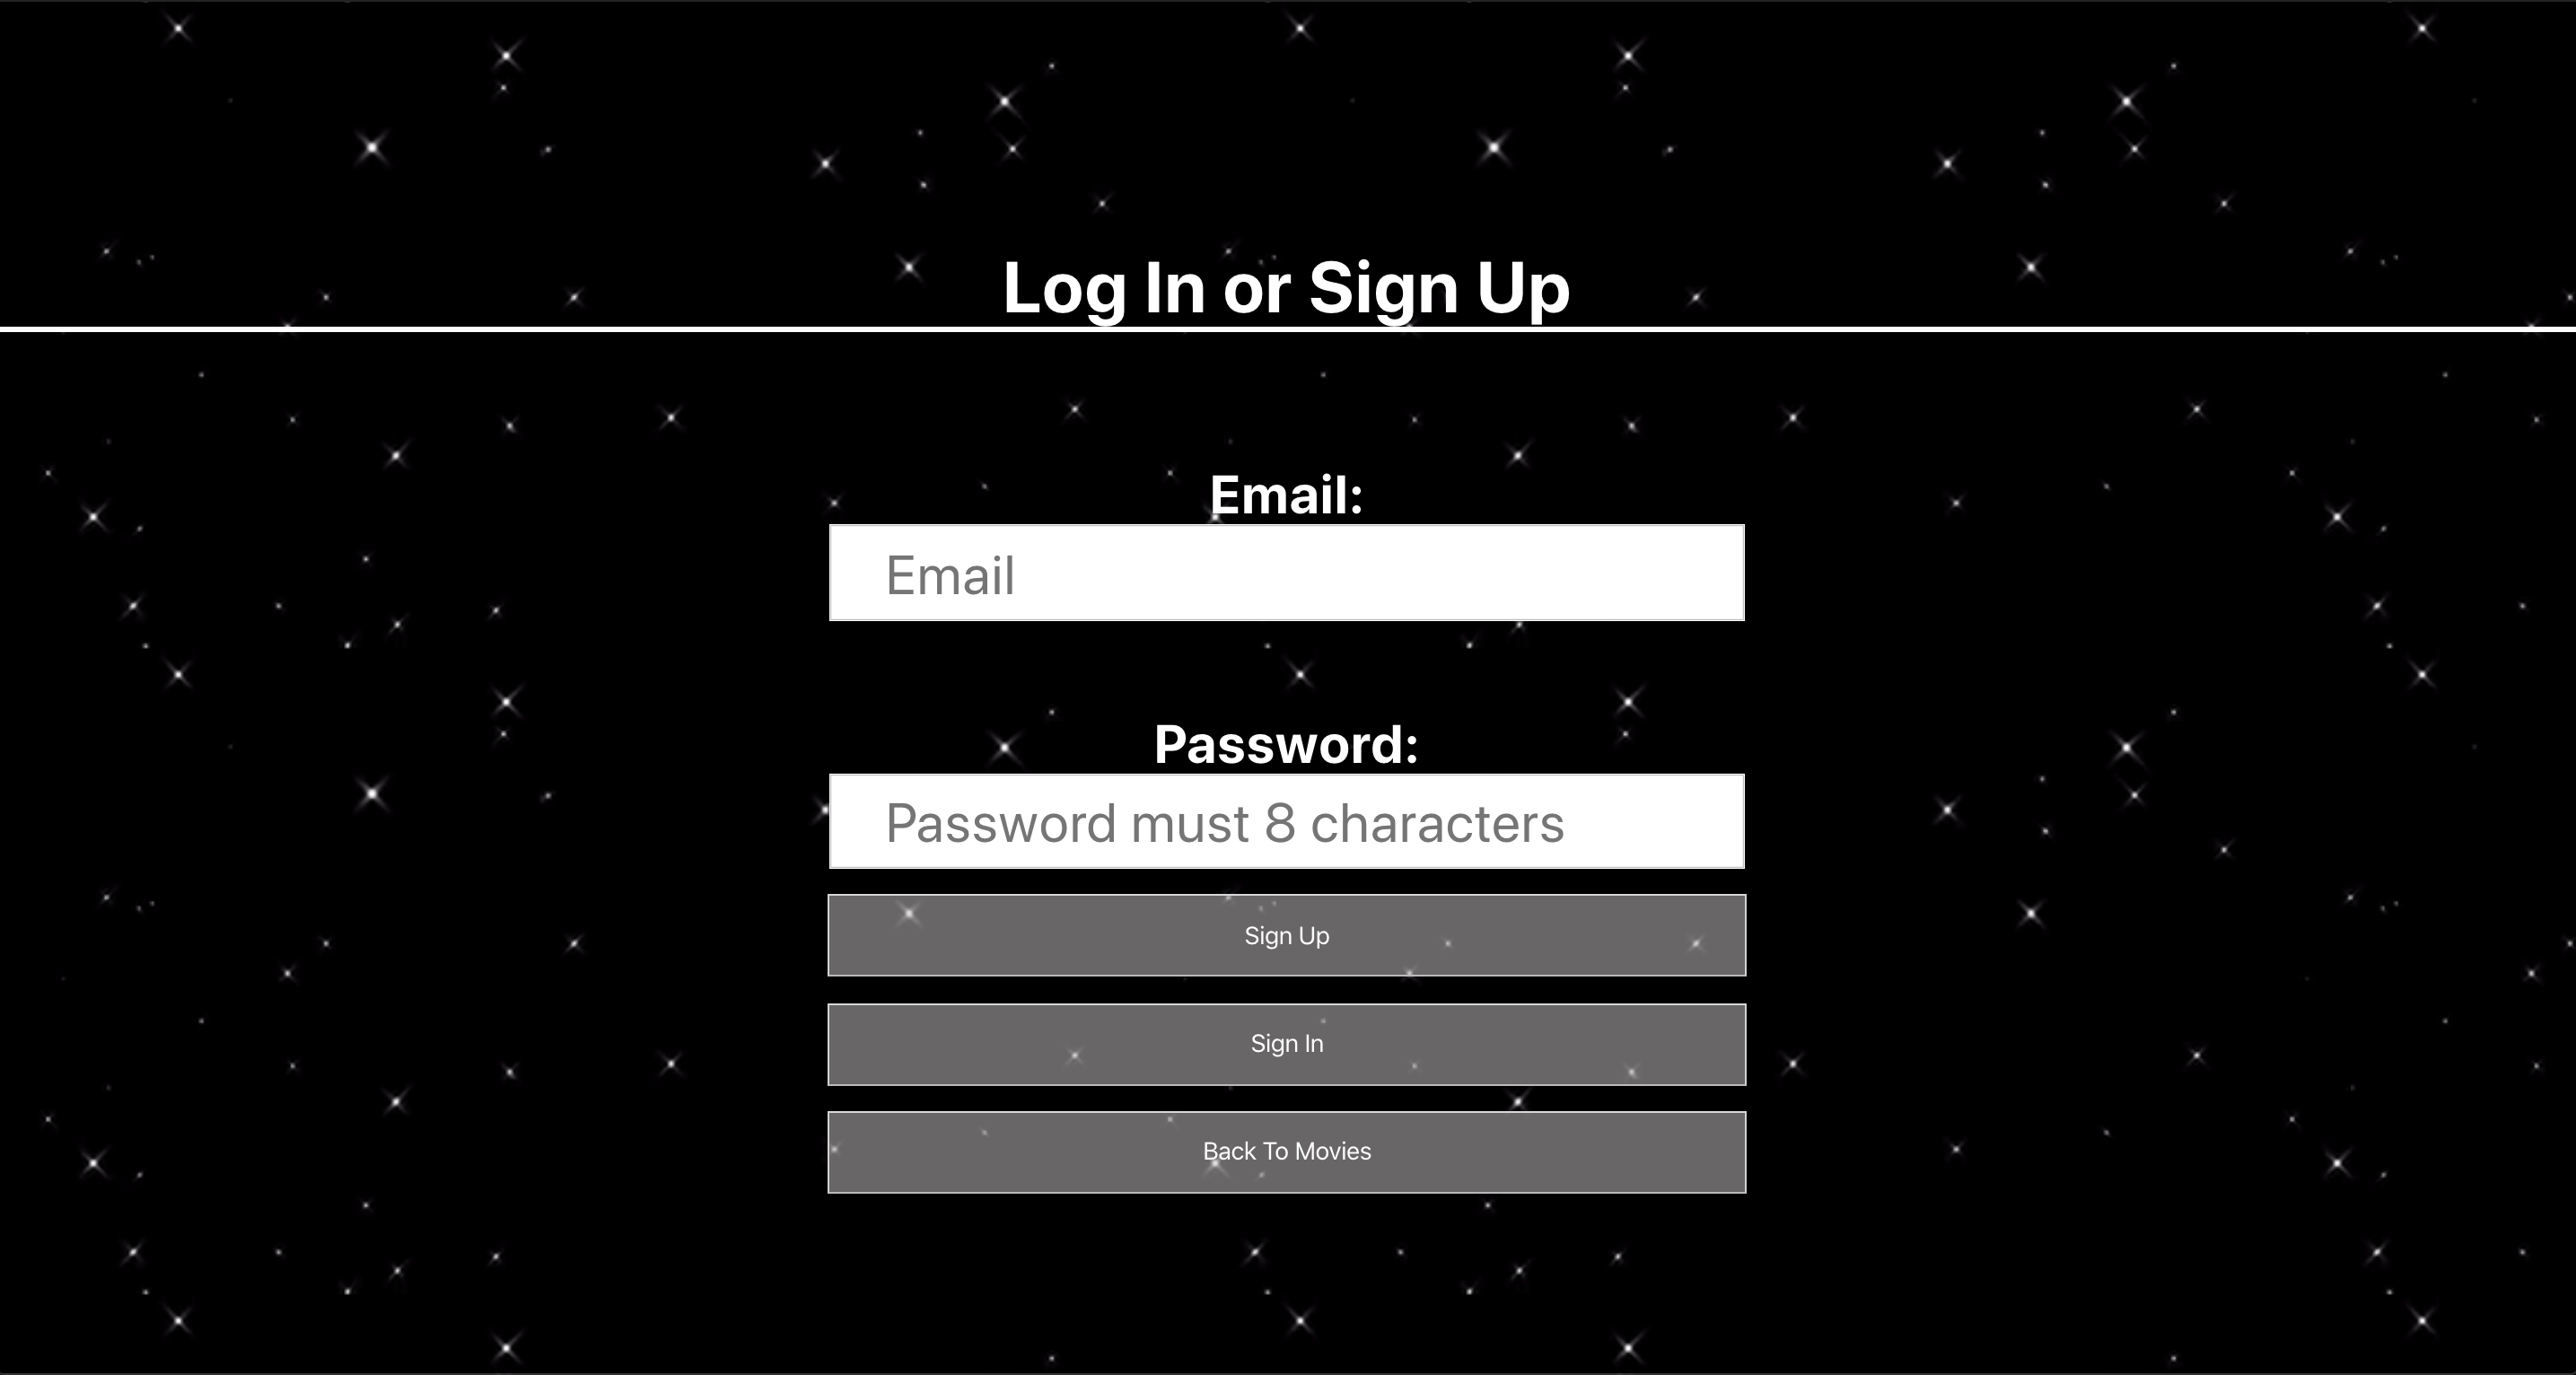 Log In or Sign Up
Email:
Email
Password:
Password must 8 characters
Sign Up
Sign In
Back To Movies